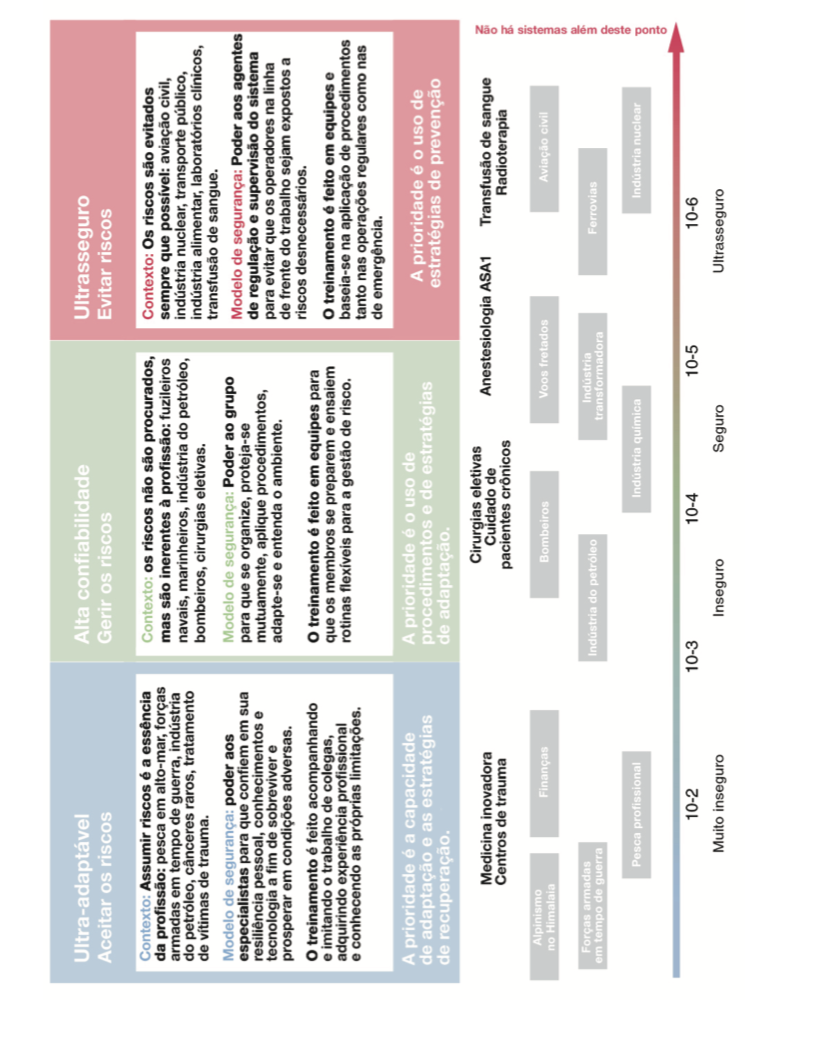 Ultra-adaptável
Aceitar os riscos
Contexto: Assumir riscos é a essência
da profissão: pesca em alto-mar, forças
armadas em tempo de guerra, indústria
do petróleo, cânceres raros, tratamento
de vítimas de trauma.
Modelo de segurança: poder aos
especialistas para que confiem em sua
resiliência pessoal, conhecimentos e
tecnologia a fim de sobreviver e
prosperar em condições adversas.
O treinamento é feito acompanhando
e imitando o trabalho de colegas,
adquirindo experiência profissional
e conhecendo as próprias limitações.
A prioridade é a capacidade
de adaptação e as estratégias
de recuperação.
Alta confiabilidade
Gerir os riscos
Contexto: os riscos não são procurados,
mas são inerentes à profissão: fuzileiros
navais, marinheiros, indústria do petróleo,
bombeiros, cirurgias eletivas.
Modelo de segurança: Poder ao grupo
para que se organize, proteja-se
mutuamente, aplique procedimentos,
adapte-se e entenda o ambiente.
O treinamento é feito em equipes para
que os membros se preparem e ensaiem
rotinas flexíveis para a gestão de risco.
A prioridade é o uso de
procedimentos e de estratégias
de adaptação.
Ultrasseguro
Evitar riscos
Contexto: Os riscos são evitados
sempre que possível: aviação civil,
indústria nuclear, transporte público,
indústria alimentar, laboratórios clínicos,
transfusão de sangue.
Modelo de segurança: Poder aos agentes
de regulação e supervisão do sistema
para evitar que os operadores na linha
de frente do trabalho sejam expostos a
riscos desnecessários.
O treinamento é feito em equipes e
baseia-se na aplicação de procedimentos
tanto nas operações regulares como nas
de emergência.
A prioridade é o uso de
estratégias de prevenção
Medicina inovadora
Centros de trauma
Cirurgias eletivas
Cuidado de
pacientes crônicos
Anestesiologia ASA1
Transfusão de sangue
Radioterapia
Não há sistemas além deste ponto
Alpinismo
no Himalaia
Finanças
Bombeiros
Voos fretados
Aviação civil
Forças armadas
em tempo de guerra
Indústria do petróleo
Indústria
transformadora
Ferrovias
Pesca profissional
Indústria química
Indústria nuclear
10-2
10-3
10-4
10-5
10-6
Muito inseguro
Inseguro
Seguro
Ultrasseguro